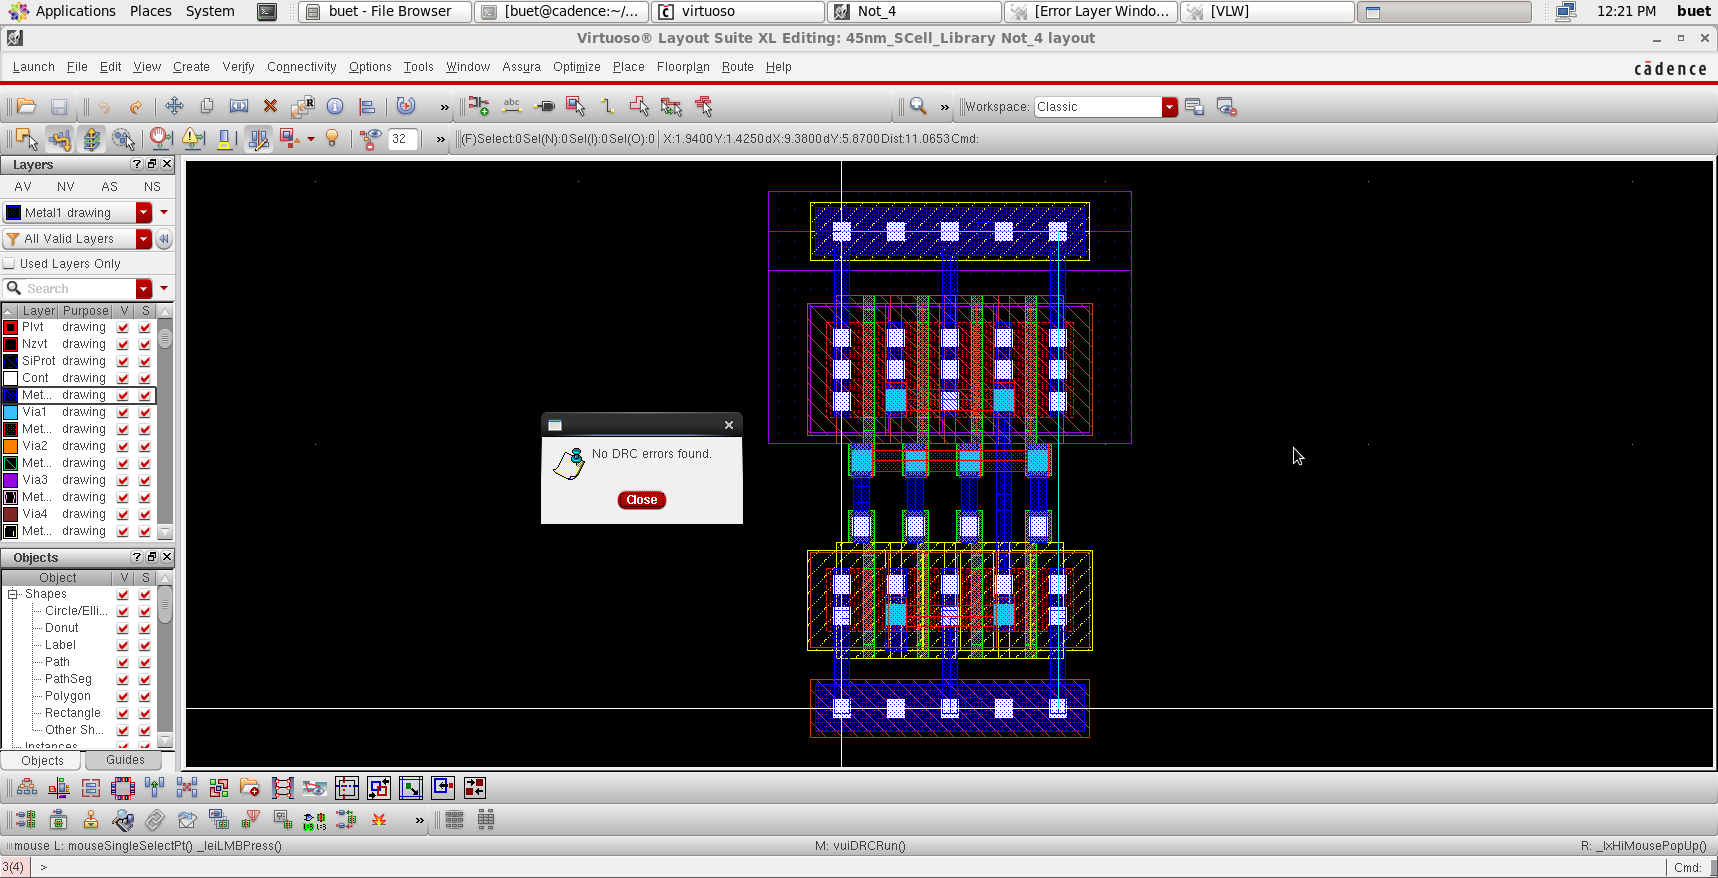 Applications Places System buet - File Browser [buet@cadence:~/... virtuoso Not_4 [Error Layer Windo... [VLW] 12:21 PM buet
Virtuoso® Layout Suite XL Editing: 45nm_SCell_Library Not_4 layout
Launch File Edit View Create Verify Connectivity Options Tools Window Assura Optimize Place Floorplan Route Help cādence
» » Workspace: Classic
32 » (F)Select:0 Sel(N):0 Sel(I):0 Sel(O):0 X:1.9400 Y:1.4250 dX:9.3800 dY:5.8700 Dist:11.0653 Cmd:
Layers
AV NV AS NS
Metal1 drawing
All Valid Layers
Used Layers Only
Search
Layer Purpose V S
Plvt drawing
Nzvt drawing
SiProt drawing
Cont drawing
Met... drawing
Via1 drawing
Met... drawing
Via2 drawing
Met... drawing
Via3 drawing
Met... drawing
Via4 drawing
Met... drawing
Objects
Object V S
Shapes
Circle/Elli...
Donut
Label
Path
PathSeg
Polygon
Rectangle
Other Sh...
Instances
Objects Guides
No DRC errors found.
Close
»
mouse L: mouseSingleSelectPt() _leiLMBPress() M: vuiDRCRun() R: _lxHiMousePopUp()
3(4) > Cmd: